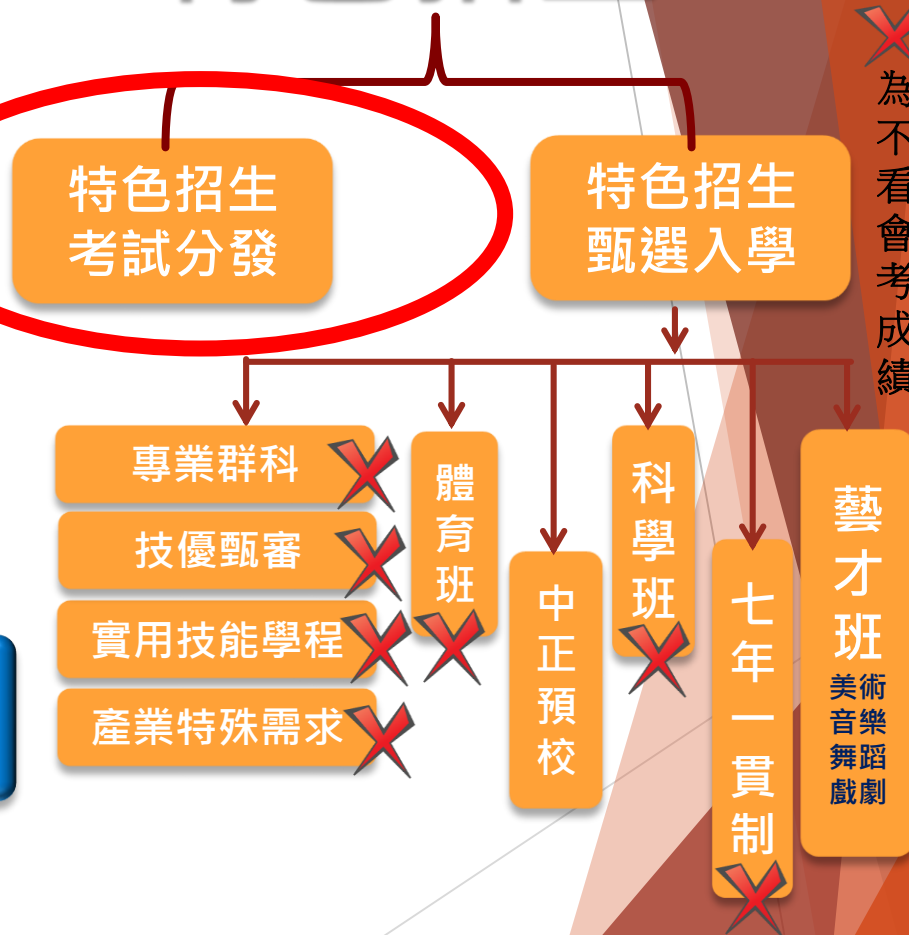 特色招生
考試分發
特色招生
甄選入學
為
不
看
會
考
成
績
專業群科
技優甄審
實用技能學程
產業特殊需求
體育班
中正預校
科學班
七年一貫制
藝才班
美術
音樂
舞蹈
戲劇